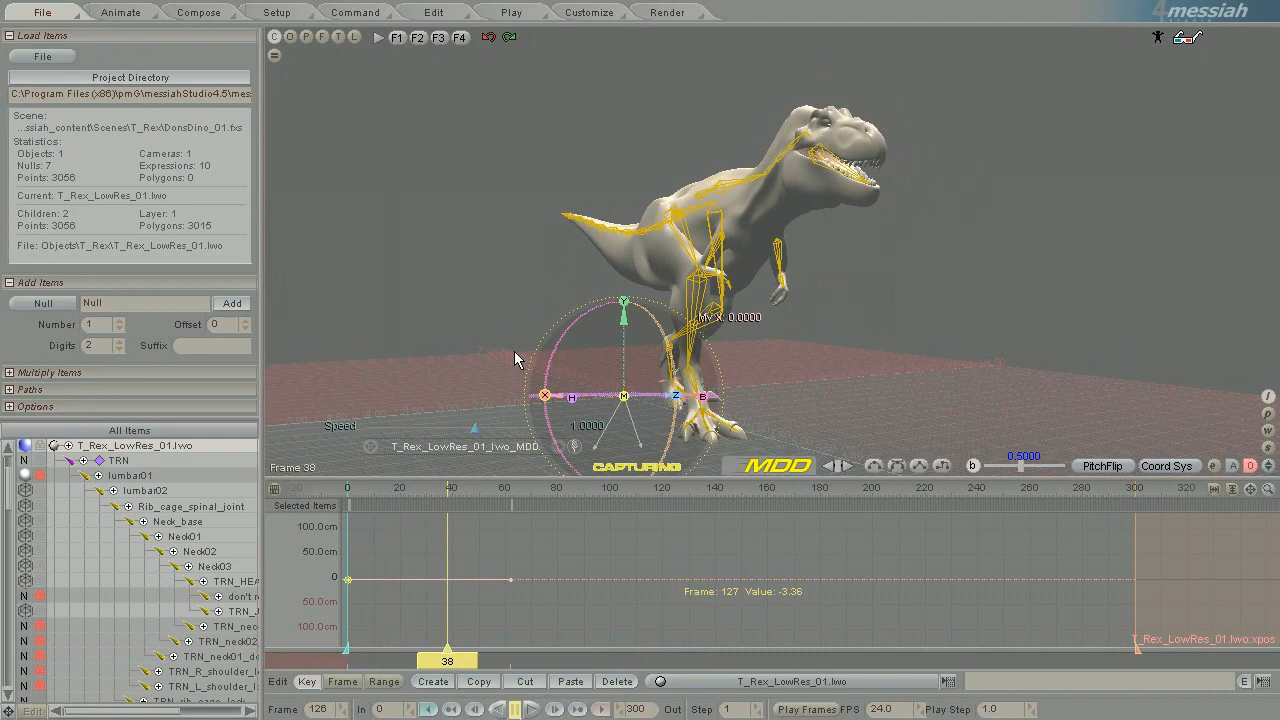 File Animate Compose Setup Command Edit Play Customize Render 4messiah
Load Items
File
Project Directory
C:\Program Files (x86)\pmG\messiahStudio4.5\mes
Scene:
...ssiah_content\Scenes\T_Rex\DonsDino_01.fxs
Statistics:
Objects: 1 Cameras: 1
Nulls: 7 Expressions: 10
Points: 3056 Polygons: 0
Current: T_Rex_LowRes_01.lwo
Children: 2 Layer: 1
Points: 3056 Polygons: 3015
File: Objects\T_Rex\T_Rex_LowRes_01.lwo
Add Items
Null Null Add
Number 1 Offset 0
Digits 2 Suffix
Multiply Items
Paths
Options
All Items
T_Rex_LowRes_01.lwo
N TRN
lumbar01
lumbar02
Rib_cage_spinal_joint
Neck_base
Neck01
Neck02
Neck03
TRN_HEA
N don't r
TRN_
N TRN_nec
N TRN_neck02
N TRN_neck01_d
N TRN_R_shoulder_l
N TRN_L_shoulder_l
Edit
C O P F T L F1 F2 F3 F4
Mv X: 0.0000
Y
X H M Z B
Speed 1.0000
T_Rex_LowRes_01_lwo_MDD
Frame 38 CAPTURING MDD b 0.5000 PitchFlip Coord Sys e A O
I
P
W
S
-20 0 20 40 60 80 100 120 140 160 180 200 220 240 260 280 300 320
Selected Items
100.0cm
50.0cm
0
50.0cm
100.0cm
Frame: 127 Value: -3.36
T_Rex_LowRes_01.lwo:xpos
38
Edit Key Frame Range Create Copy Cut Paste Delete T_Rex_LowRes_01.lwo E
Frame 126 In 0 300 Out Step 1 Play Frames FPS 24.0 Play Step 1.0